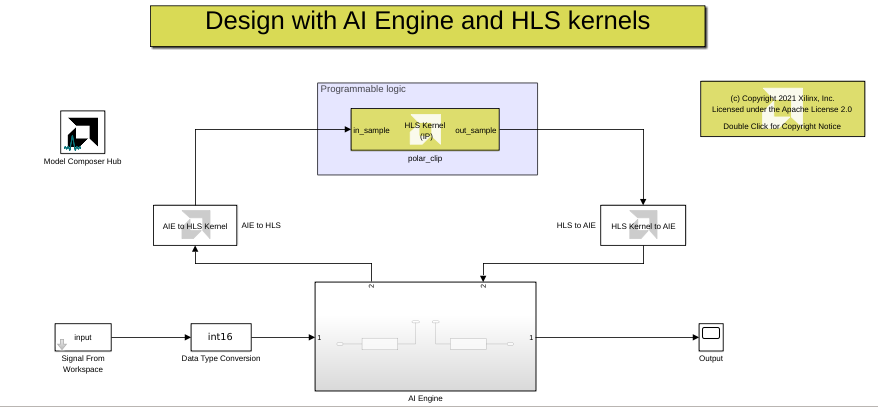 Design with AI Engine and HLS kernels
Programmable logic
in_sample
HLS Kernel
(IP)
out_sample
polar_clip
(c) Copyright 2021 Xilinx, Inc.
Licensed under the Apache License 2.0
Double Click for Copyright Notice
Model Composer Hub
AIE to HLS Kernel
AIE to HLS
HLS to AIE
HLS Kernel to AIE
2
2
input
Signal From
Workspace
int16
Data Type Conversion
1
1
AI Engine
Output